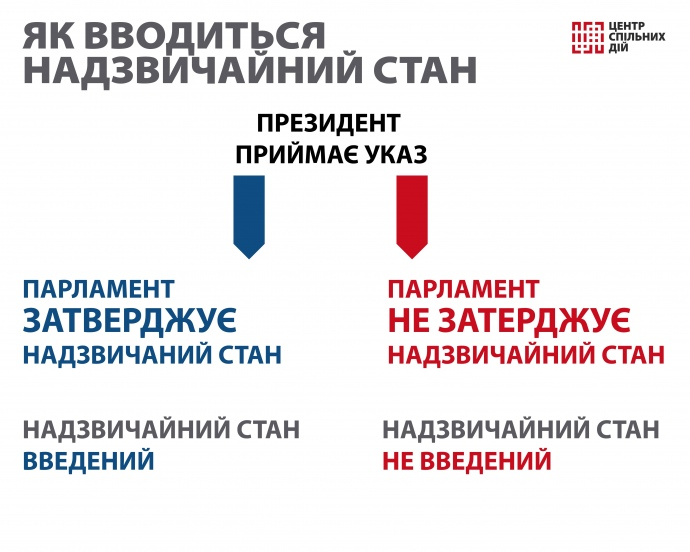 ЯК ВВОДИТЬСЯ
НАДЗВИЧАЙНИЙ СТАН
ЦЕНТР
СПІЛЬНИХ
ДІЙ
ПРЕЗИДЕНТ
ПРИЙМАЄ УКАЗ
ПАРЛАМЕНТ
ЗАТВЕРДЖУЄ
НАДЗВИЧАНИЙ СТАН
ПАРЛАМЕНТ
НЕ ЗАТЕРДЖУЄ
НАДЗВИЧАЙНИЙ СТАН
НАДЗВИЧАЙНИЙ СТАН
ВВЕДЕНИЙ
НАДЗВИЧАЙНИЙ СТАН
НЕ ВВЕДЕНИЙ